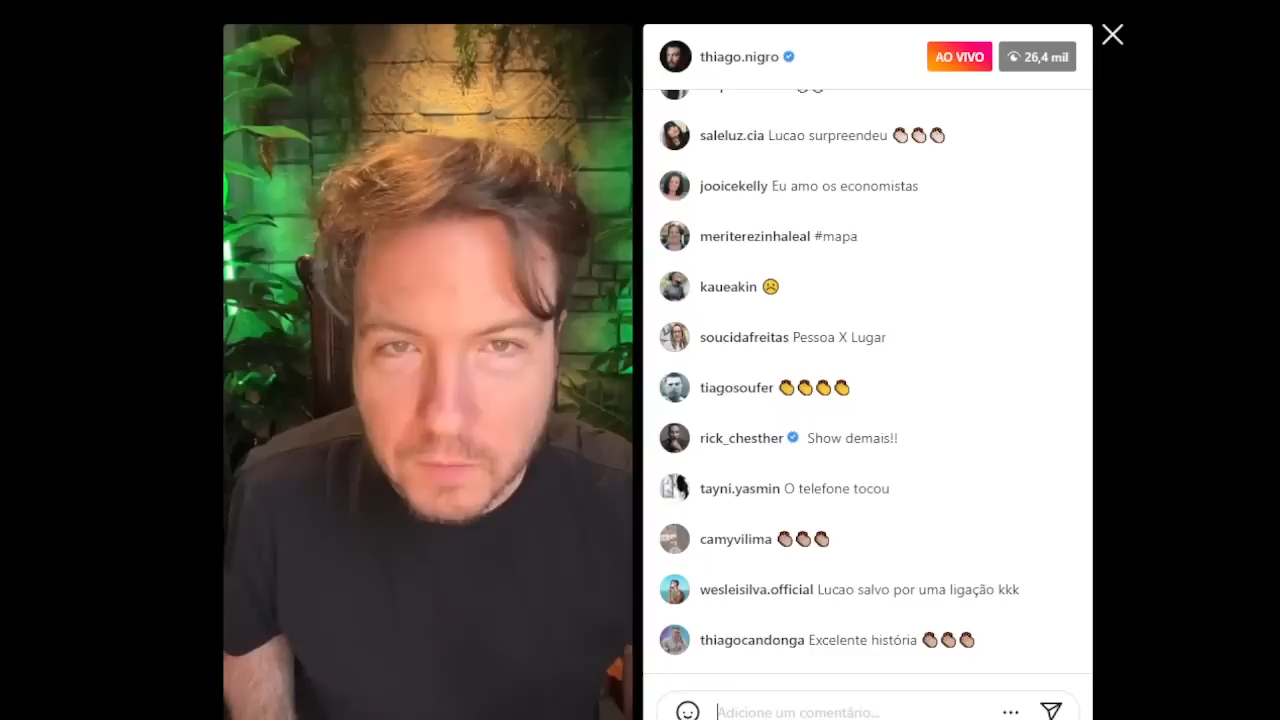 thiago.nigro
AO VIVO
26,4 mil
saleluz.cia Lucao surpreendeu 👏🏻👏🏻👏🏻
jooicekelly Eu amo os economistas
meriterezinhaleal #mapa
kaueakin ☹️
soucidafreitas Pessoa X Lugar
tiagosoufer 👏👏👏👏
rick_chesther Show demais!!
tayni.yasmin O telefone tocou
camyvilima 👏🏼👏🏼👏🏼
wesleisilva.official Lucao salvo por uma ligação kkk
thiagocandonga Excelente história 👏🏽👏🏽👏🏽
Adicione um comentário...